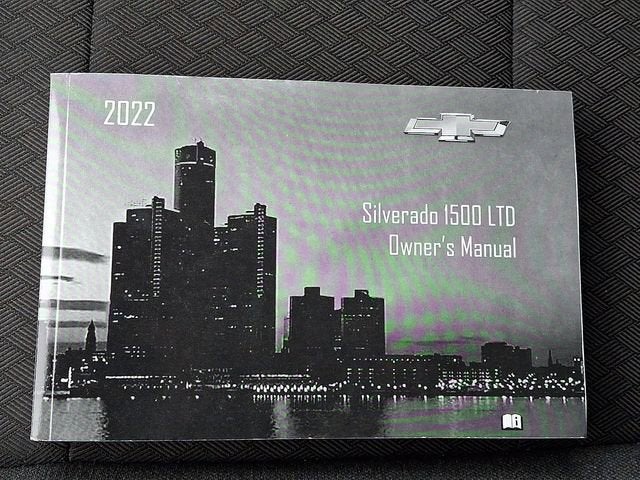 2022
Silverado 1500 LTD
Owner's Manual
i